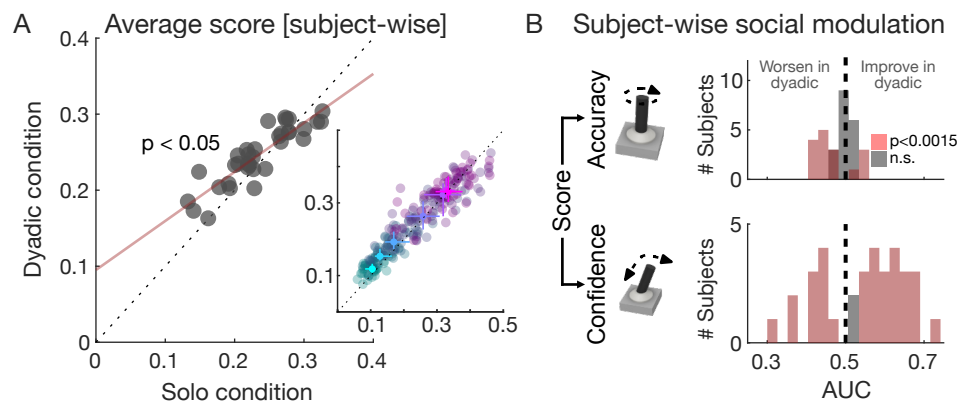 A
Average score [subject-wise]
Dyadic condition
0.4
0.3
0.2
0.1
0
p < 0.05
0.3
0.1
0.1
0.3
0.5
0
0.1
0.2
0.3
0.4
Solo condition
B
Subject-wise social modulation
Score
Accuracy
Confidence
# Subjects
10
5
0
Worsen in
dyadic
Improve in
dyadic
p<0.0015
n.s.
# Subjects
5
0
0.3
0.5
0.7
AUC